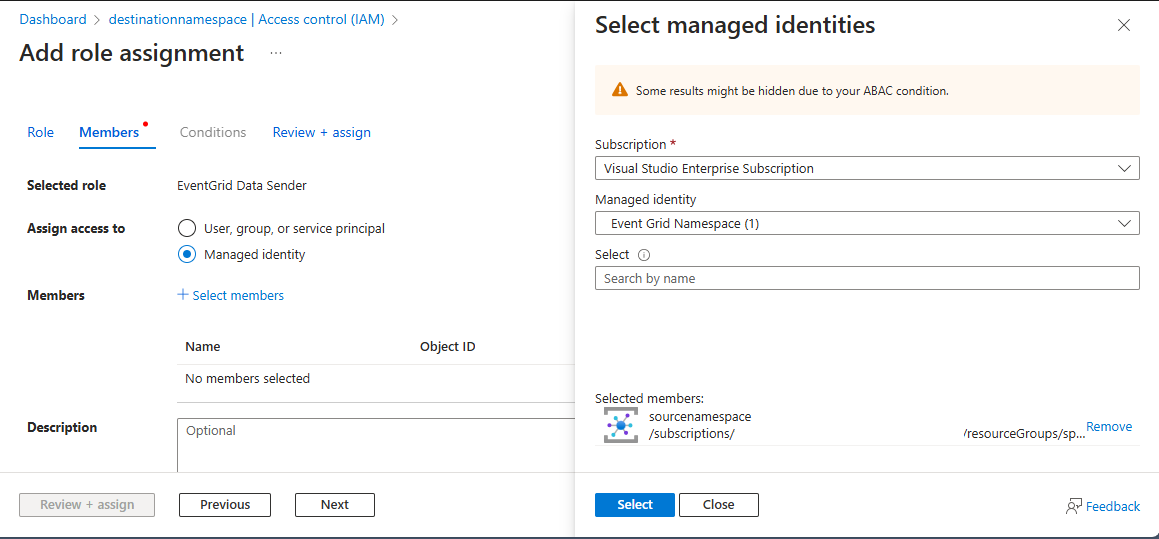 Dashboard > destinationnamespace | Access control (IAM) >
Add role assignment ...
Role Members Conditions Review + assign
Selected role EventGrid Data Sender
Assign access to User, group, or service principal
Managed identity
Members + Select members
Name Object ID
No members selected
Description Optional
Review + assign Previous Next
Select managed identities
Some results might be hidden due to your ABAC condition.
Subscription *
Visual Studio Enterprise Subscription
Managed identity
Event Grid Namespace (1)
Select
Search by name
Selected members:
sourcenamespace
/subscriptions/ /resourceGroups/sp... Remove
Select Close Feedback